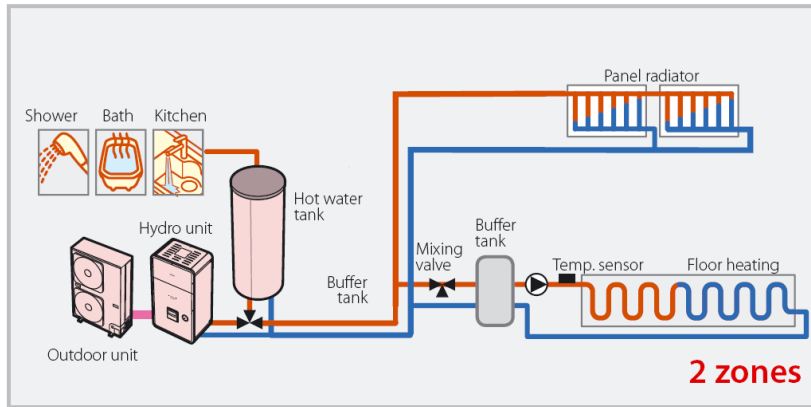 Panel radiator
Shower
Bath
Kitchen
Hot water
tank
Hydro unit
Buffer
tank
Mixing
valve
Buffer
tank
Temp. sensor
Floor heating
Outdoor unit
2 zones